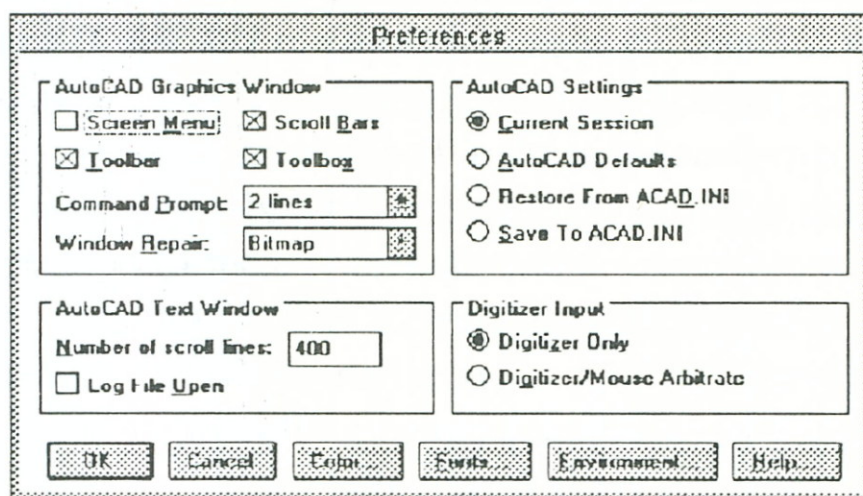 Preferences
AutoCAD Graphics Window
Screen Menu
Scroll Bars
Toolbar
Toolbox
Command Prompt: 2 lines
Window Repair: Bitmap
AutoCAD Settings
Current Session
AutoCAD Defaults
Restore From ACAD.INI
Save To ACAD.INI
AutoCAD Text Window
Number of scroll lines: 400
Log File Open
Digitizer Input
Digitizer Only
Digitizer/Mouse Arbitrate
OK
Cancel
Color...
Fonts...
Environment...
Help...